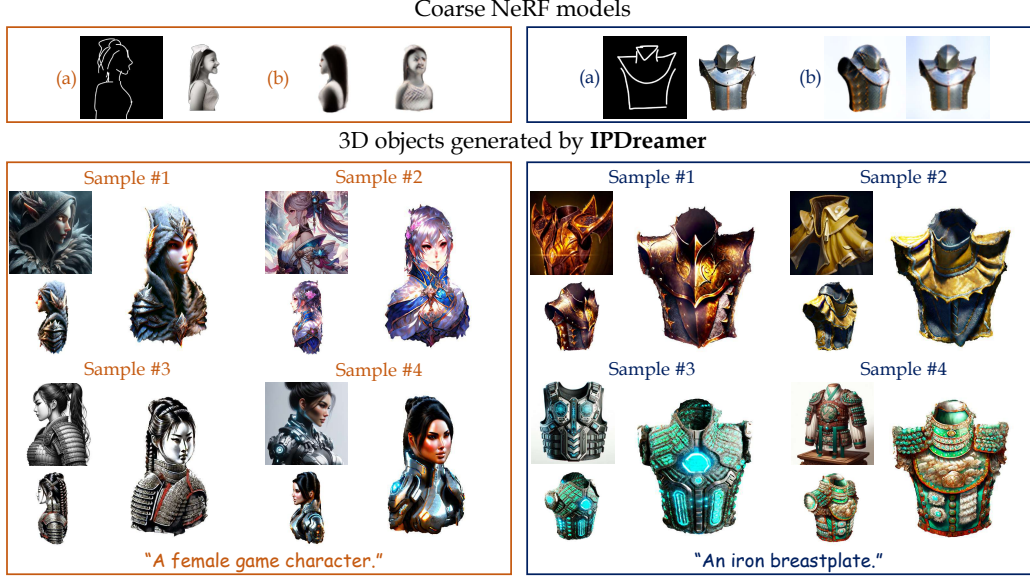 Coarse NeRF models
(a)
(b)
(a)
(b)
3D objects generated by IPDreamer
Sample #1
Sample #2
Sample #3
Sample #4
"A female game character."
Sample #1
Sample #2
Sample #3
Sample #4
"An iron breastplate."